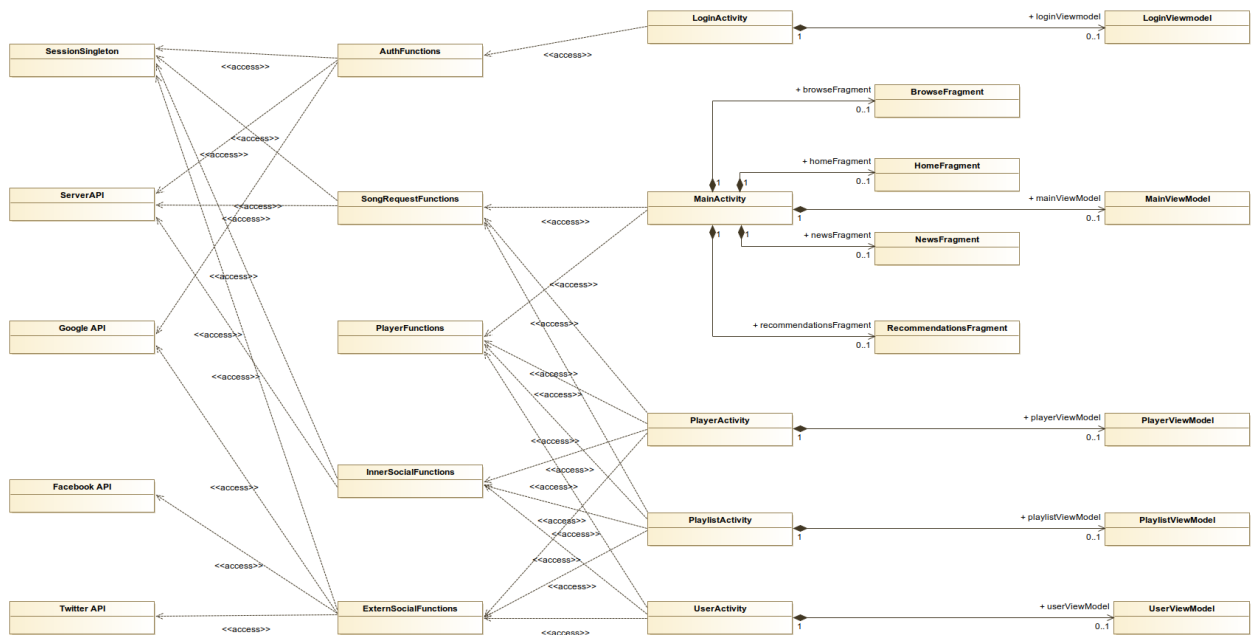 LoginActivity
+ loginViewmodel
LoginViewmodel
1
0..1
SessionSingleton
<<access>>
AuthFunctions
<<access>>
+ browseFragment
BrowseFragment
0..1
<<access>>
<<access>>
+ homeFragment
HomeFragment
0..1
1
1
ServerAPI
<<access>>
<<access>>
SongRequestFunctions
<<access>>
MainActivity
1
+ mainViewModel
MainViewModel
0..1
1
1
+ newsFragment
NewsFragment
0..1
<<access>>
<<access>>
Google API
<<access>>
PlayerFunctions
<<access>>
+ recommendationsFragment
RecommendationsFragment
0..1
<<access>>
<<access>>
<<access>>
<<access>>
PlayerActivity
1
+ playerViewModel
PlayerViewModel
0..1
<<access>>
InnerSocialFunctions
<<access>>
Facebook API
<<access>>
<<access>>
<<access>>
PlaylistActivity
1
+ playlistViewModel
PlaylistViewModel
0..1
<<access>>
<<access>>
<<access>>
<<access>>
Twitter API
<<access>>
ExternSocialFunctions
<<access>>
UserActivity
1
+ userViewModel
UserViewModel
0..1